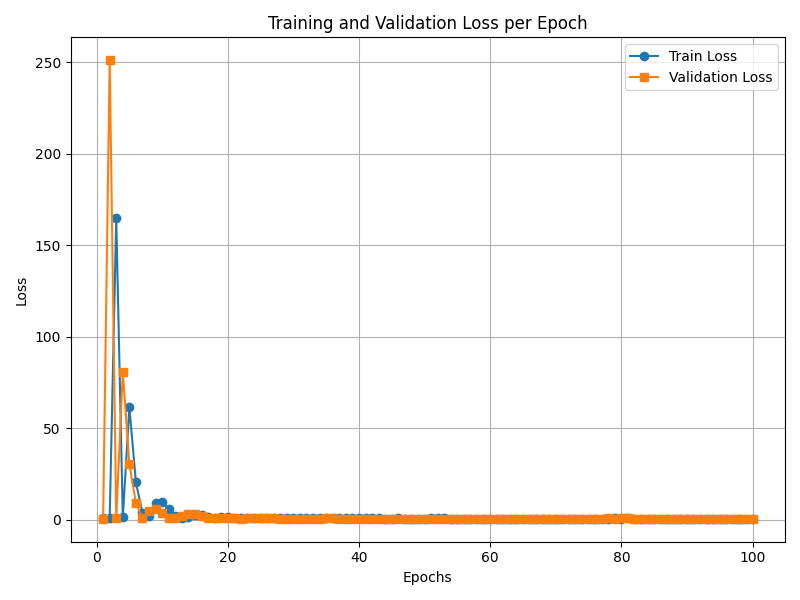 Training and Validation Loss per Epoch
Train Loss
Validation Loss
250
200
150
100
50
0
Loss
0 20 40 60 80 100
Epochs